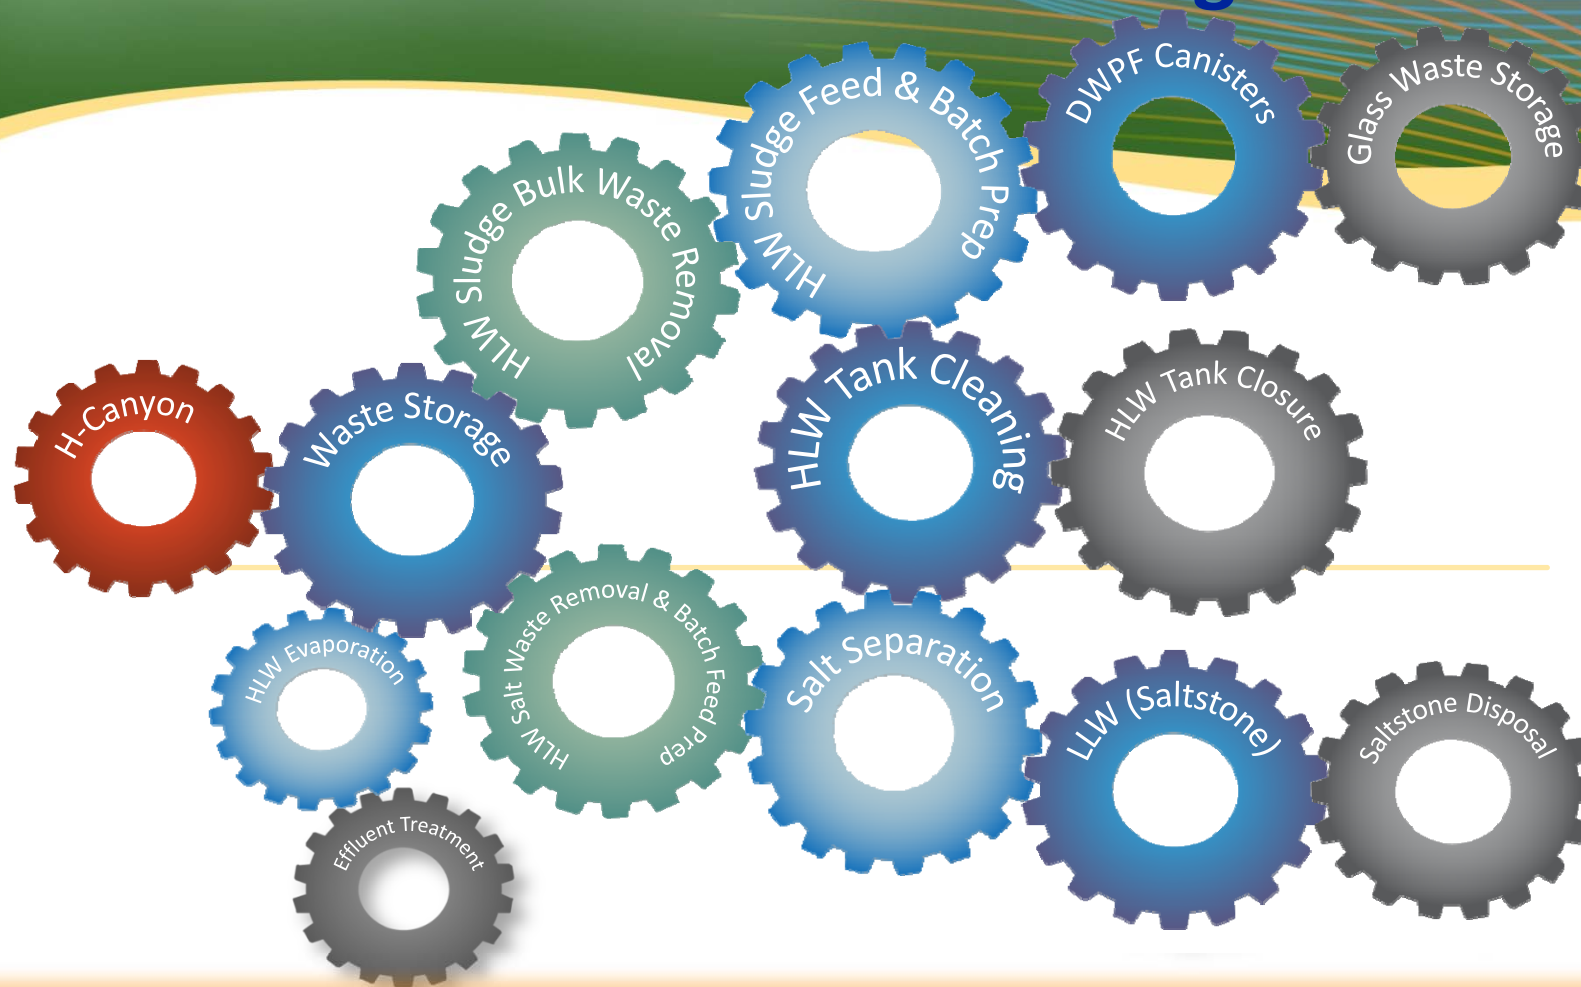 DWPF Canisters
Glass Waste Storage
HLW Sludge Feed & Batch Prep
HLW Sludge Bulk Waste Removal
HLW Tank Cleaning
HLW Tank Closure
H-Canyon
Waste Storage
HLW Evaporation
HLW Salt Waste Removal & Batch Feed Prep
Salt Separation
LLW (Saltstone)
Saltstone Disposal
Effluent Treatment